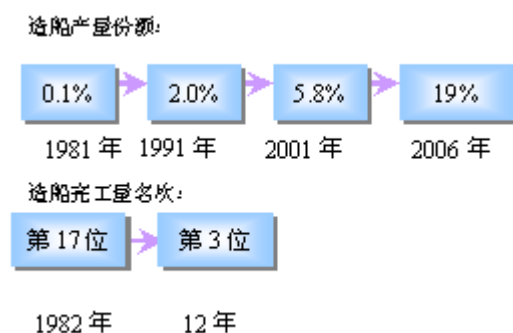 造船产量份额：
0.1% 2.0% 5.8% 19%
1981 年 1991 年 2001 年 2006 年
造船完工量名次：
第 17 位 第 3 位
1982 年 12 年